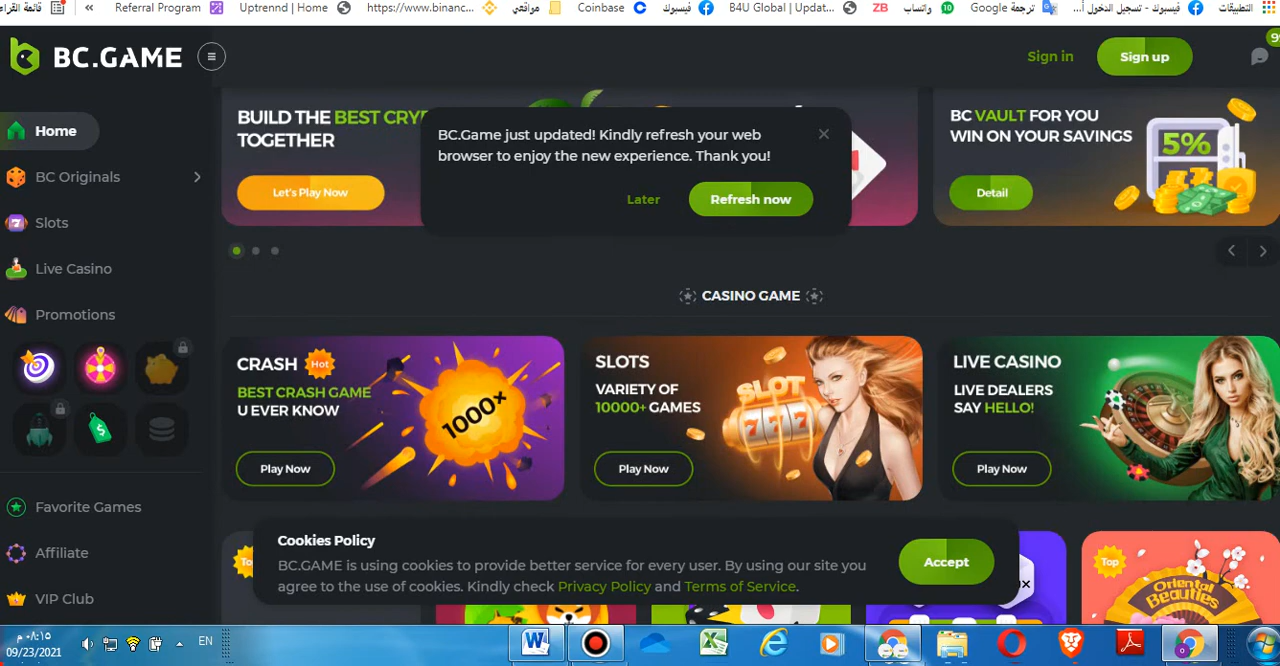 Referral Program
Uptrennd | Home
https://www.binanc...
مواقعي
Coinbase
فيسبوك
B4U Global | Updat...
ZB
واتساب
ترجمة Google
فيسبوك - تسجيل الدخول أ...
التطبيقات
BC.GAME
Sign in
Sign up
Home
BC Originals
Slots
Live Casino
Promotions
Favorite Games
Affiliate
VIP Club
BUILD THE BEST CRY
TOGETHER
Let's Play Now
BC.Game just updated! Kindly refresh your web
browser to enjoy the new experience. Thank you!
Later
Refresh now
BC VAULT FOR YOU
WIN ON YOUR SAVINGS
5%
Detail
CASINO GAME
CRASH Hot
BEST CRASH GAME
U EVER KNOW
1000×
Play Now
SLOTS
VARIETY OF
10000+ GAMES
SLOT
777
Play Now
LIVE CASINO
LIVE DEALERS
SAY HELLO!
Play Now
Cookies Policy
BC.GAME is using cookies to provide better service for every user. By using our site you
agree to the use of cookies. Kindly check Privacy Policy and Terms of Service.
Accept
Top
Oriental
Beauties
٠٨:١٥ م
09/23/2021
EN